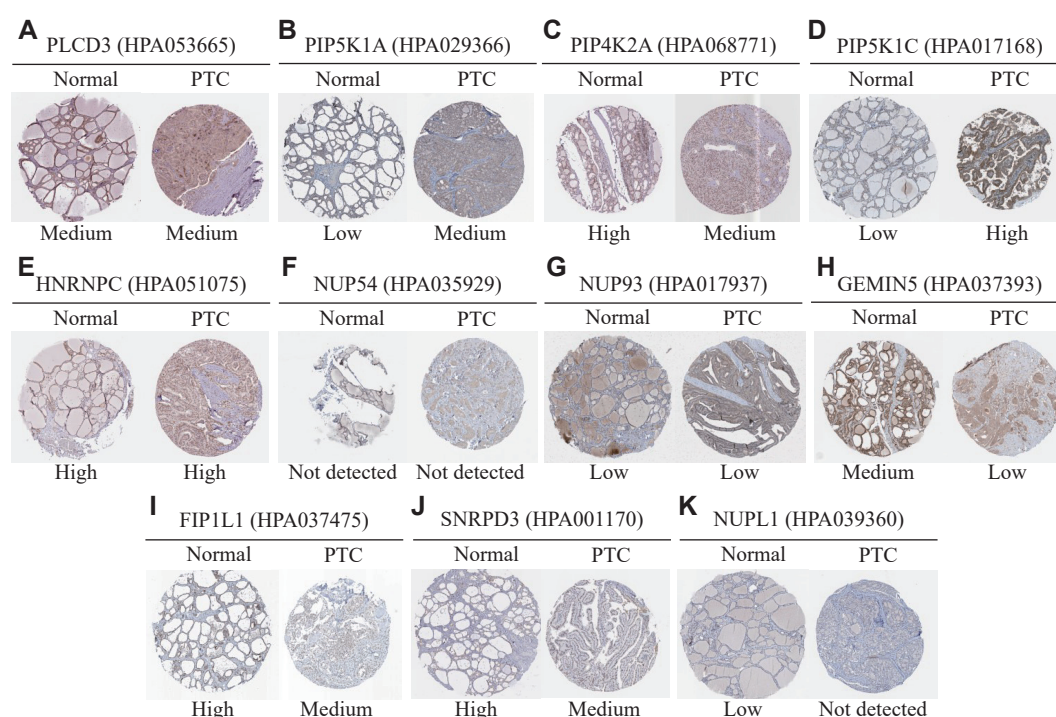 A PLCD3 (HPA053665)
Normal PTC
Medium Medium
B PIP5K1A (HPA029366)
Normal PTC
Low Medium
C PIP4K2A (HPA068771)
Normal PTC
High Medium
D PIP5K1C (HPA017168)
Normal PTC
Low High
E HNRNPC (HPA051075)
Normal PTC
High High
F NUP54 (HPA035929)
Normal PTC
Not detected Not detected
G NUP93 (HPA017937)
Normal PTC
Low Low
H GEMIN5 (HPA037393)
Normal PTC
Medium Low
I FIP1L1 (HPA037475)
Normal PTC
High Medium
J SNRPD3 (HPA001170)
Normal PTC
High Medium
K NUPL1 (HPA039360)
Normal PTC
Low Not detected